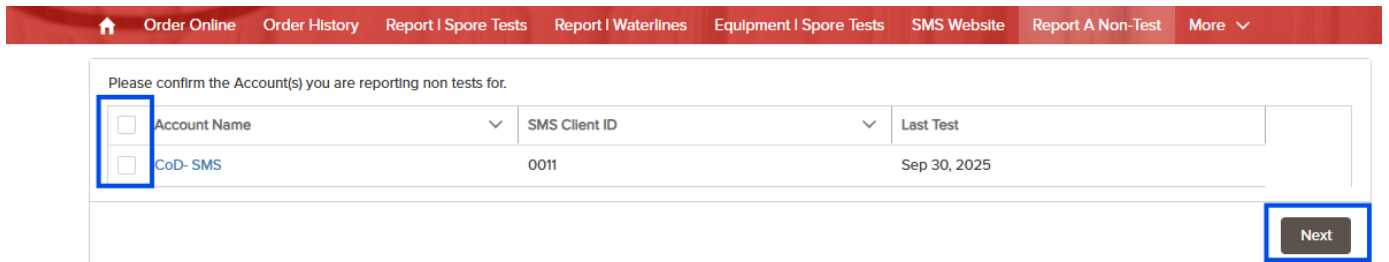 Order Online Order History Report | Spore Tests Report | Waterlines Equipment | Spore Tests SMS Website Report A Non-Test More
Please confirm the Account(s) you are reporting non tests for.
Account Name SMS Client ID Last Test
CoD- SMS 0011 Sep 30, 2025
Next